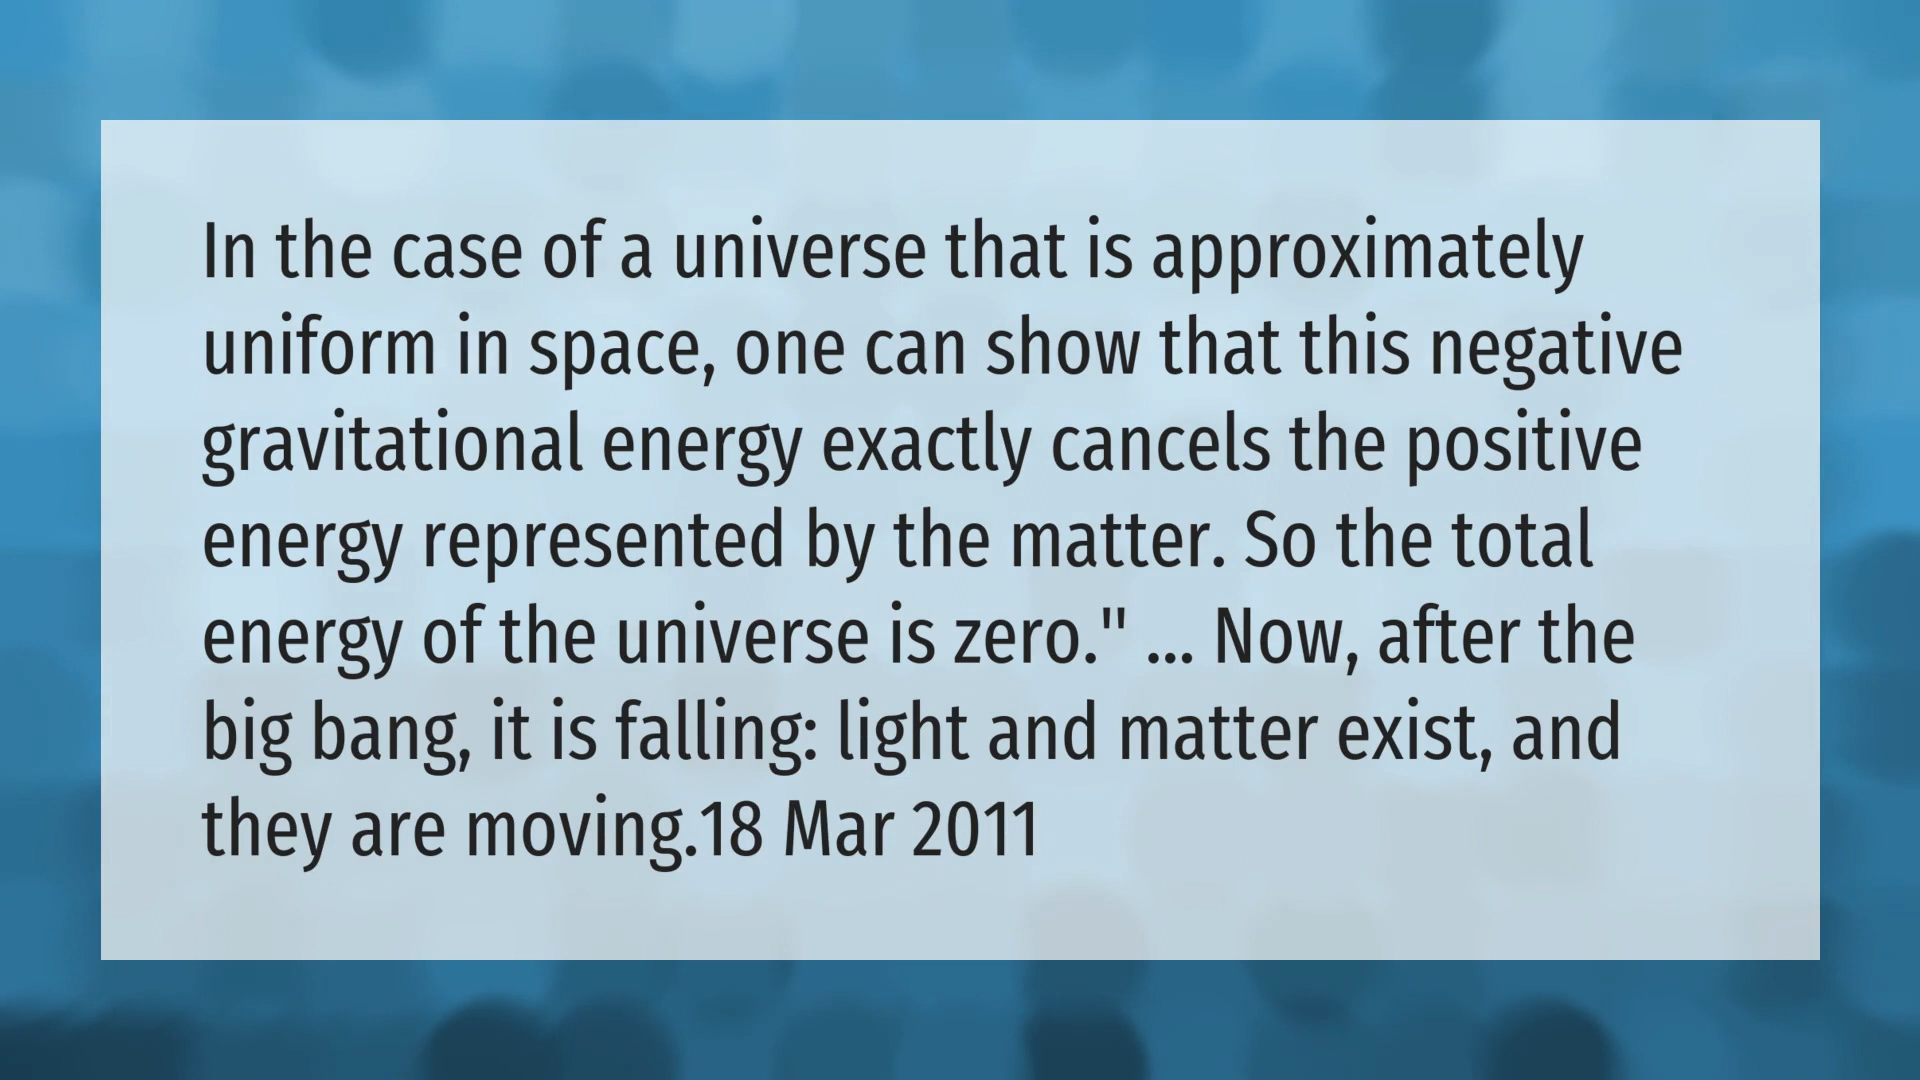 In the case of a universe that is approximately
uniform in space, one can show that this negative
gravitational energy exactly cancels the positive
energy represented by the matter. So the total
energy of the universe is zero." ... Now, after the
big bang, it is falling: light and matter exist, and
they are moving.18 Mar 2011